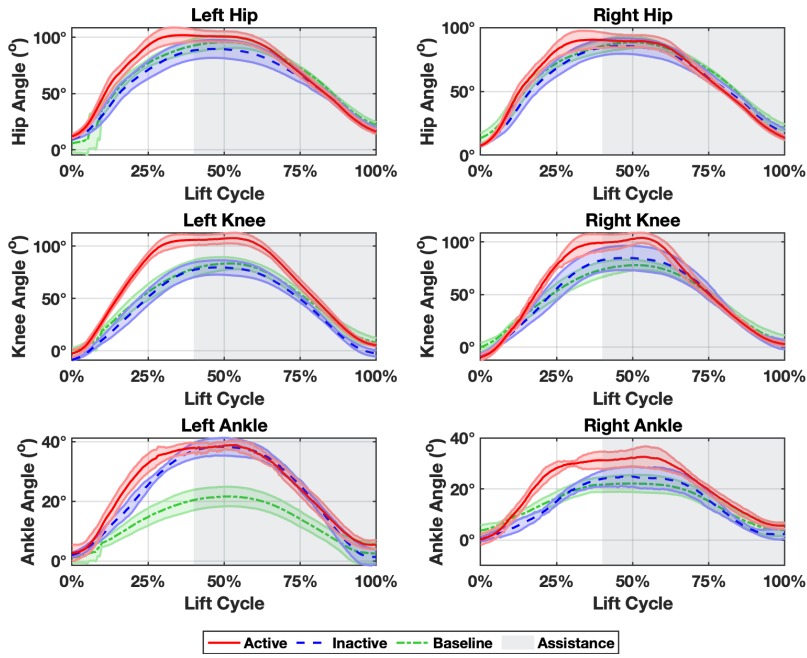 Left Hip
Right Hip
Hip Angle (°)
100°
50°
0°
0% 25% 50% 75% 100%
Lift Cycle
Hip Angle (°)
100°
50°
0°
0% 25% 50% 75% 100%
Lift Cycle
Left Knee
Right Knee
Knee Angle (°)
100°
50°
0°
0% 25% 50% 75% 100%
Lift Cycle
Knee Angle (°)
100°
50°
0°
0% 25% 50% 75% 100%
Lift Cycle
Left Ankle
Right Ankle
Ankle Angle (°)
40°
20°
0°
0% 25% 50% 75% 100%
Lift Cycle
Ankle Angle (°)
40°
20°
0°
0% 25% 50% 75% 100%
Lift Cycle
Active Inactive Baseline Assistance